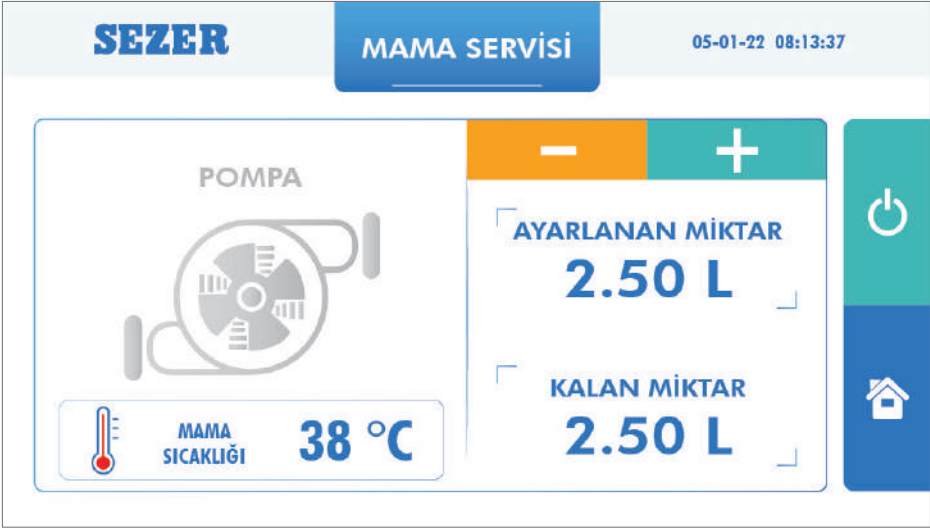 SEZER
MAMA SERVİSİ
05-01-22 08:13:37
POMPA
AYARLANAN MİKTAR
2.50 L
KALAN MİKTAR
2.50 L
MAMA
SICAKLIĞI
38 °C